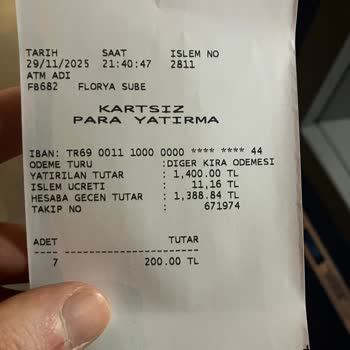 TARIH SAAT ISLEM NO
29/11/2025 21:40:47 2811
ATM ADI
F8682 FLORYA SUBE
KARTSIZ
PARA YATIRMA
IBAN: TR69 0011 1000 0000 **** **** 44
ODEME TURU :DIGER KIRA ODEMESI
YATIRILAN TUTAR : 1,400.00 TL
ISLEM UCRETI : 11,16 TL
HESABA GECEN TUTAR : 1,388.84 TL
TAKIP NO : 671974
ADET TUTAR
--------------------------
7 200.00 TL